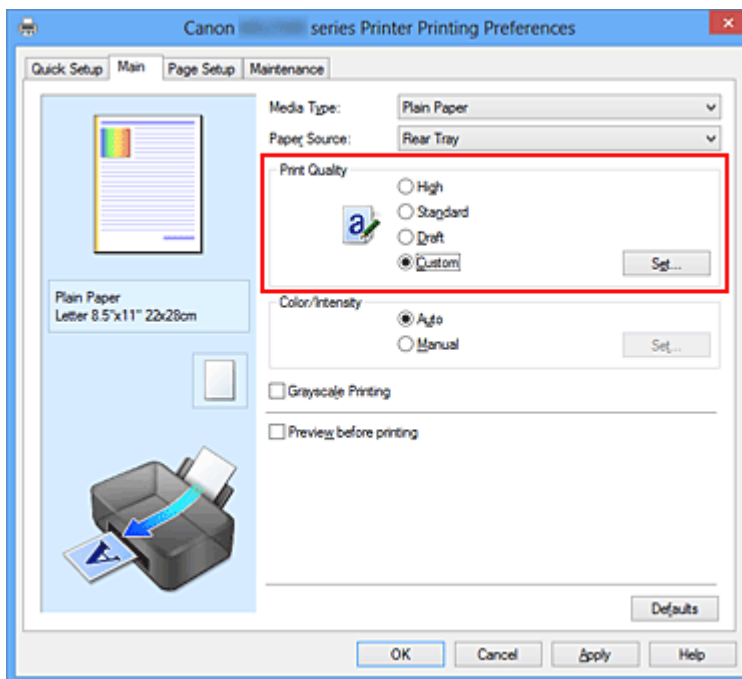 Canon series Printer Printing Preferences
Quick Setup Main Page Setup Maintenance
Media Type: Plain Paper
Paper Source: Rear Tray
Print Quality
High
Standard
Draft
Custom Set...
Plain Paper
Letter 8.5"x11" 22x28cm
Color/Intensity
Auto
Manual Set...
Grayscale Printing
Preview before printing
Defaults
OK Cancel Apply Help